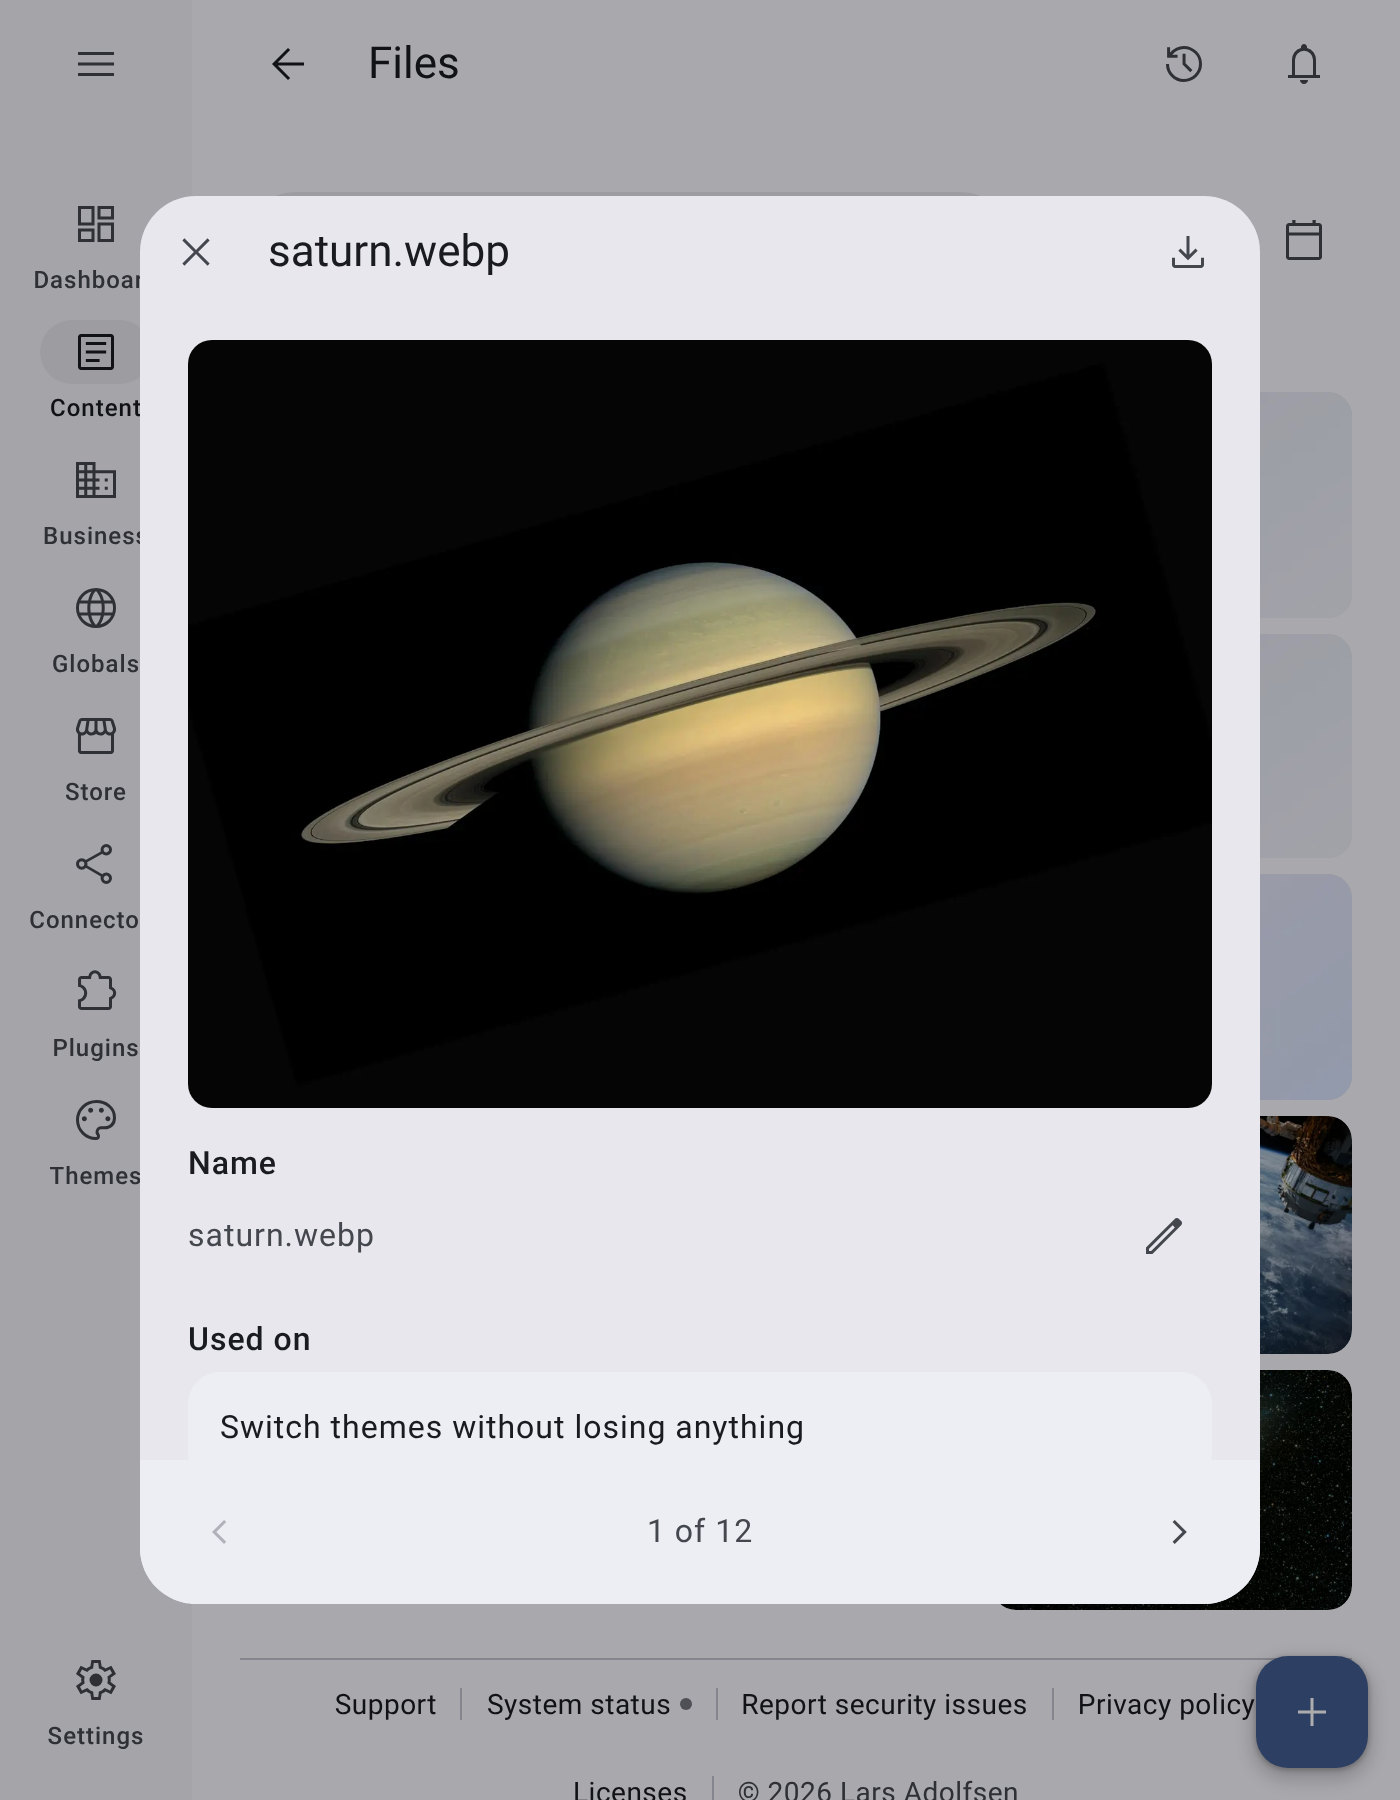 Files
saturn.webp
Dashboar
Content
Business
Globals
Store
Connecto
Plugins
Themes
Name
saturn.webp
Used on
Switch themes without losing anything
1 of 12
Settings
Support
System status
Report security issues
Privacy policy
Licenses
© 2026 Lars Adolfsen